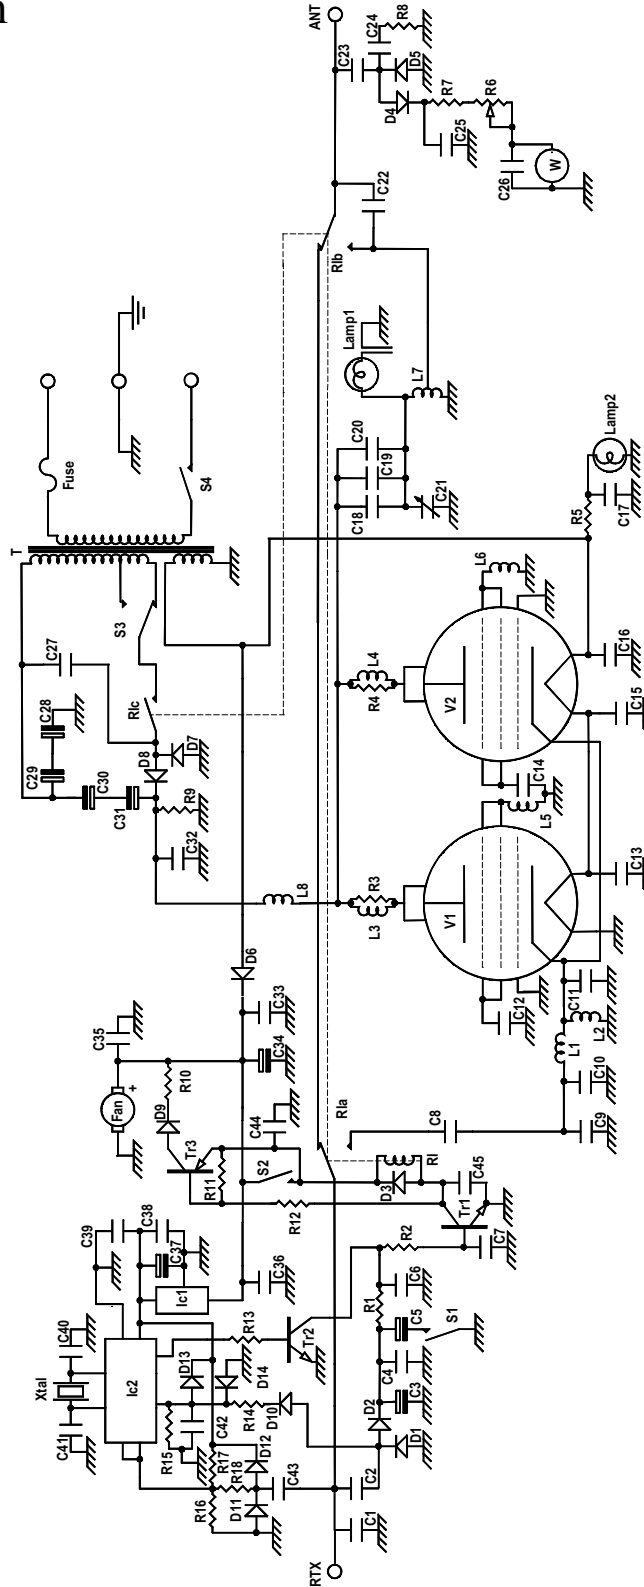 n
Xtal
C41
C40
C39
Ic2
C38
C37
Ic1
Fan
+
C35
D9
R10
Tr3
R11
C44
S2
R12
C36
C34
C33
D6
R15
C42
D13
D14
R13
Tr2
R14
D10
R16
R17
R18
D12
D11
C43
C29
C28
C30
C31
C27
RIc
S3
T
D8
D7
R9
C32
L8
Fuse
S4
RTX
C1
C2
D1
D2
C3
C4
C5
S1
R1
C6
R2
C7
Tr1
C45
D3
RI
RIa
C8
C9
C10
L1
L2
C11
C12
V1
L3
R3
C13
L5
C14
V2
R4
L4
L6
C15
C16
R5
C17
Lamp2
C18
C19
C20
C21
Lamp1
L7
RIb
C22
ANT
C23
C24
R8
D5
D4
R7
R6
C25
C26
W